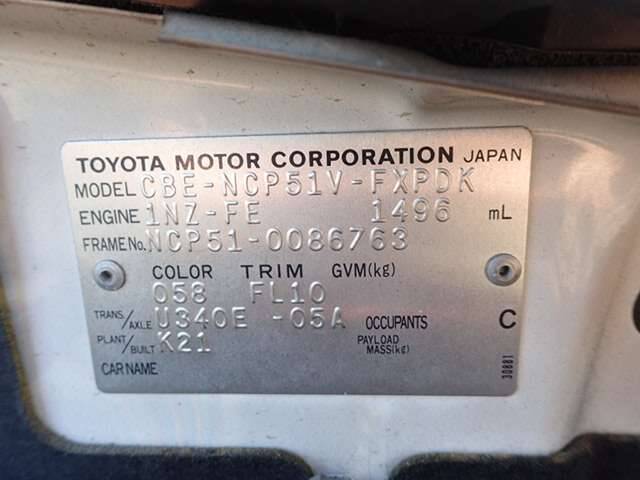 TOYOTA MOTOR CORPORATION JAPAN
MODEL CBE-NCP51V-FXPDK
ENGINE 1NZ-FE 1496 mL
FRAME No. NCP51-0086763
COLOR TRIM GVM(kg)
058 FL10
TRANS/AXLE U340E -05A OCCUPANTS C
PLANT/BUILT K21 PAYLOAD MASS(kg)
CAR NAME
30881